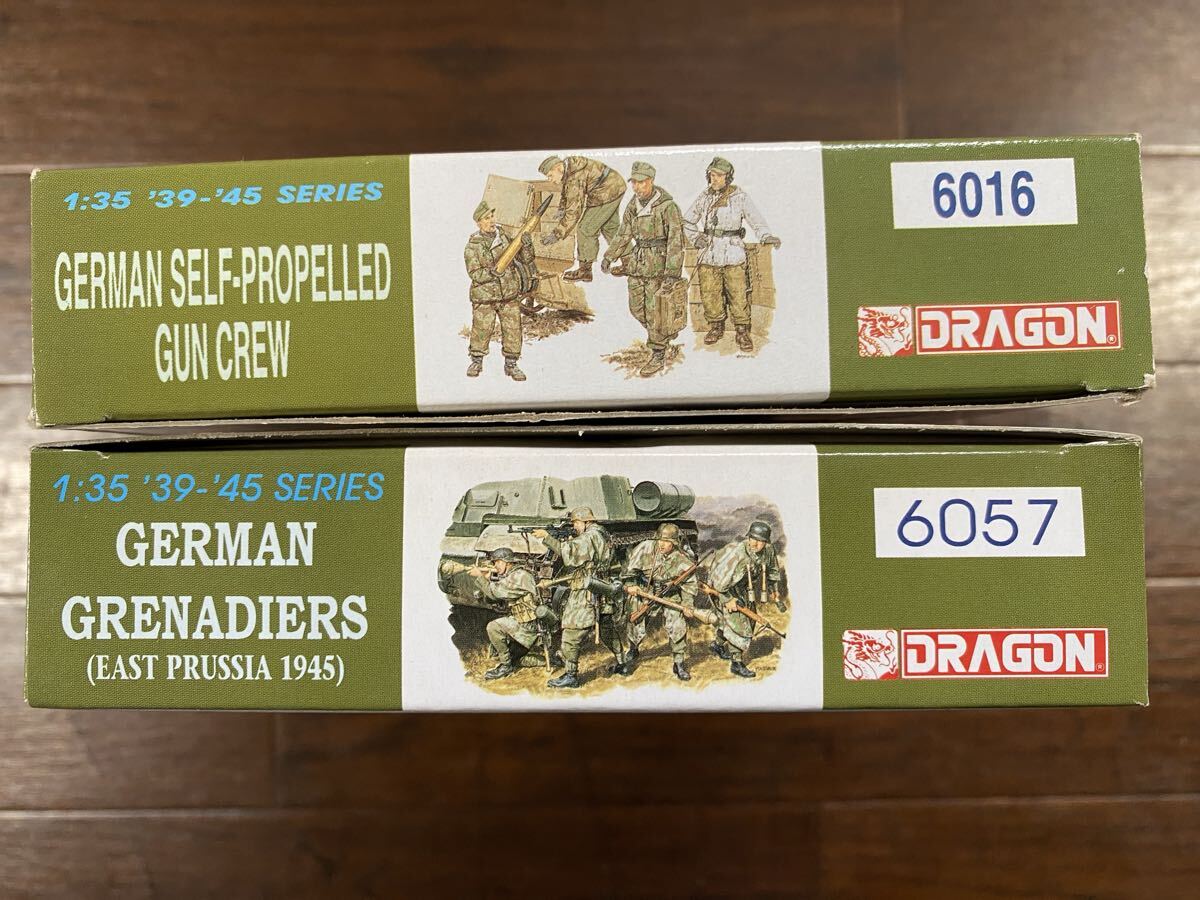 1:35 '39-'45 SERIES
GERMAN SELF-PROPELLED
GUN CREW
6016
DRAGON®
1:35 '39-'45 SERIES
GERMAN
GRENADIERS
(EAST PRUSSIA 1945)
6057
DRAGON®